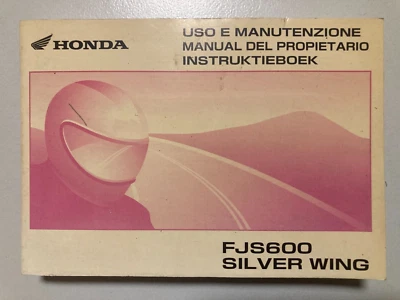 HONDA
USO E MANUTENZIONE
MANUAL DEL PROPIETARIO
INSTRUKTIEBOEK
FJS600
SILVER WING